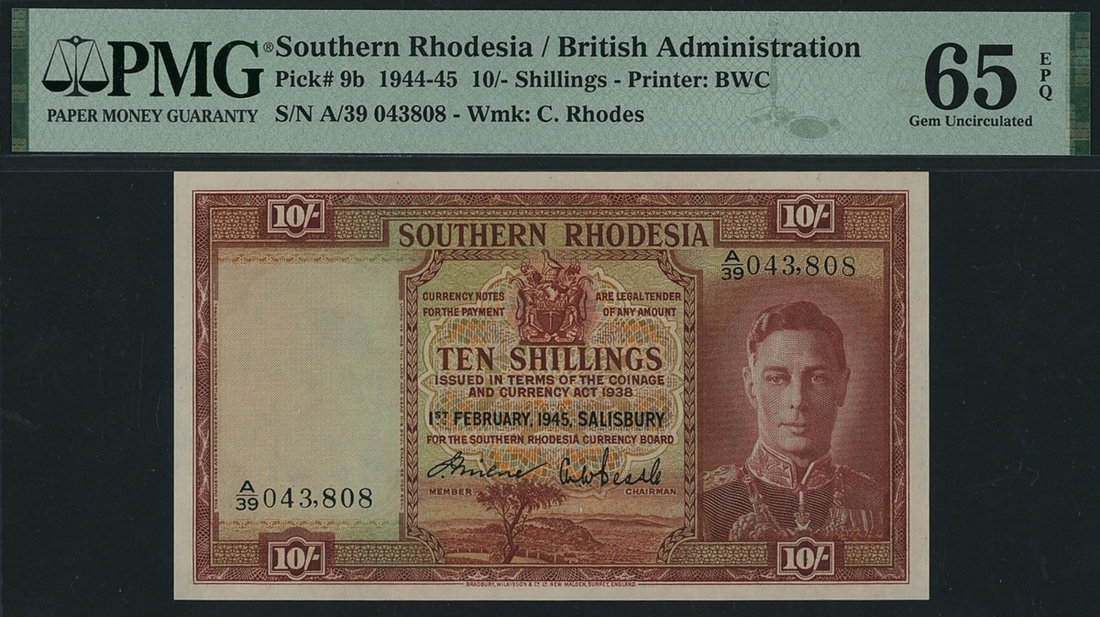 PMG® Southern Rhodesia / British Administration
PAPER MONEY GUARANTY
Pick# 9b 1944-45 10/- Shillings - Printer: BWC
S/N A/39 043808 - Wmk: C. Rhodes
65 EPQ
Gem Uncirculated
10/- 10/-
SOUTHERN RHODESIA
A/39 043,808
CURRENCY NOTES ARE LEGAL TENDER
FOR THE PAYMENT OF ANY AMOUNT
TEN SHILLINGS
ISSUED IN TERMS OF THE COINAGE
AND CURRENCY ACT 1938
1ST FEBRUARY, 1945, SALISBURY
FOR THE SOUTHERN RHODESIA CURRENCY BOARD
MEMBER CHAIRMAN
A/39 043,808
10/- 10/-
BRADBURY, WILKINSON & Co. Ld. NEW MALDEN, SURREY, ENGLAND